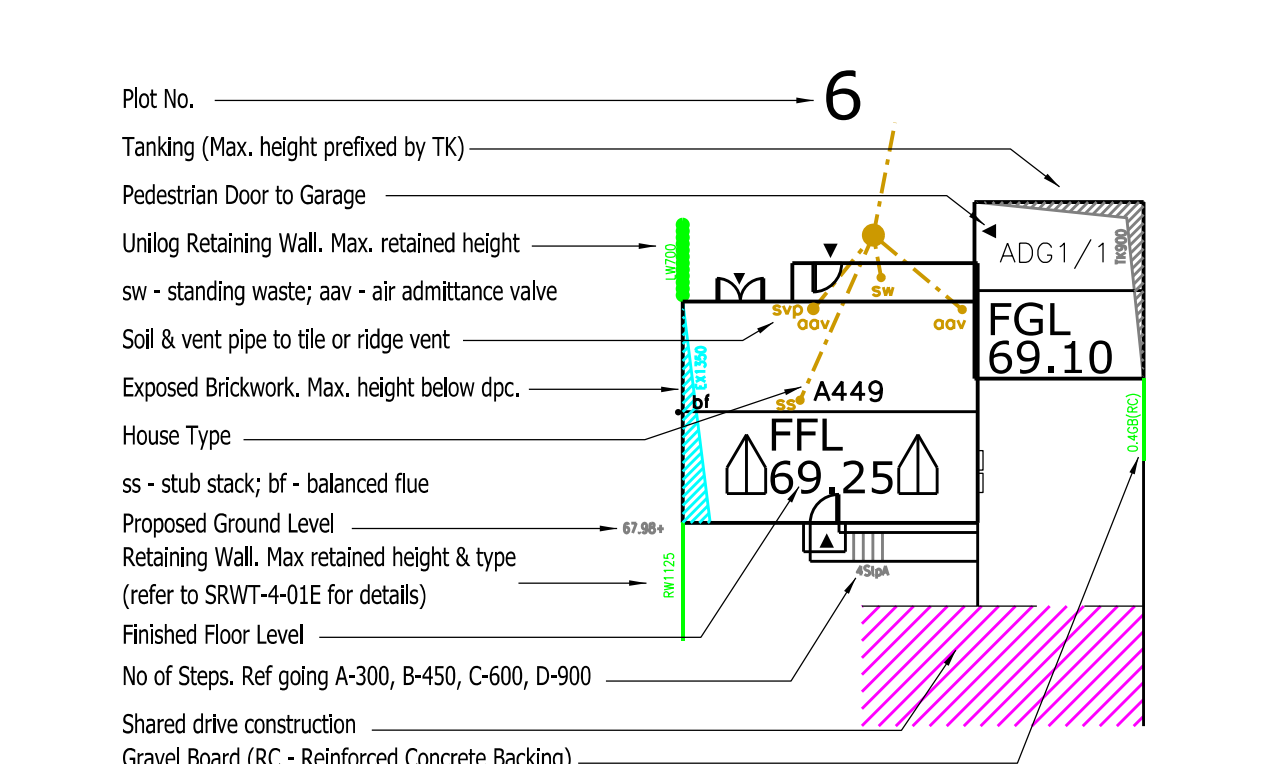 6
Plot No.
Tanking (Max. height prefixed by TK)
Pedestrian Door to Garage
Unilog Retaining Wall. Max. retained height
sw - standing waste; aav - air admittance valve
Soil & vent pipe to tile or ridge vent
Exposed Brickwork. Max. height below dpc.
House Type
ss - stub stack; bf - balanced flue
Proposed Ground Level
Retaining Wall. Max retained height & type
(refer to SRWT-4-01E for details)
Finished Floor Level
No of Steps. Ref going A-300, B-450, C-600, D-900
Shared drive construction
Gravel Board (RC - Reinforced Concrete Backing)
LW700
ADG1/1
TK900
sw
svp
aav
aav
FGL
69.10
EX1350
A449
bf
ss
0.4GB(RC)
FFL
69.25
67.98+
RW1125
4SlpA